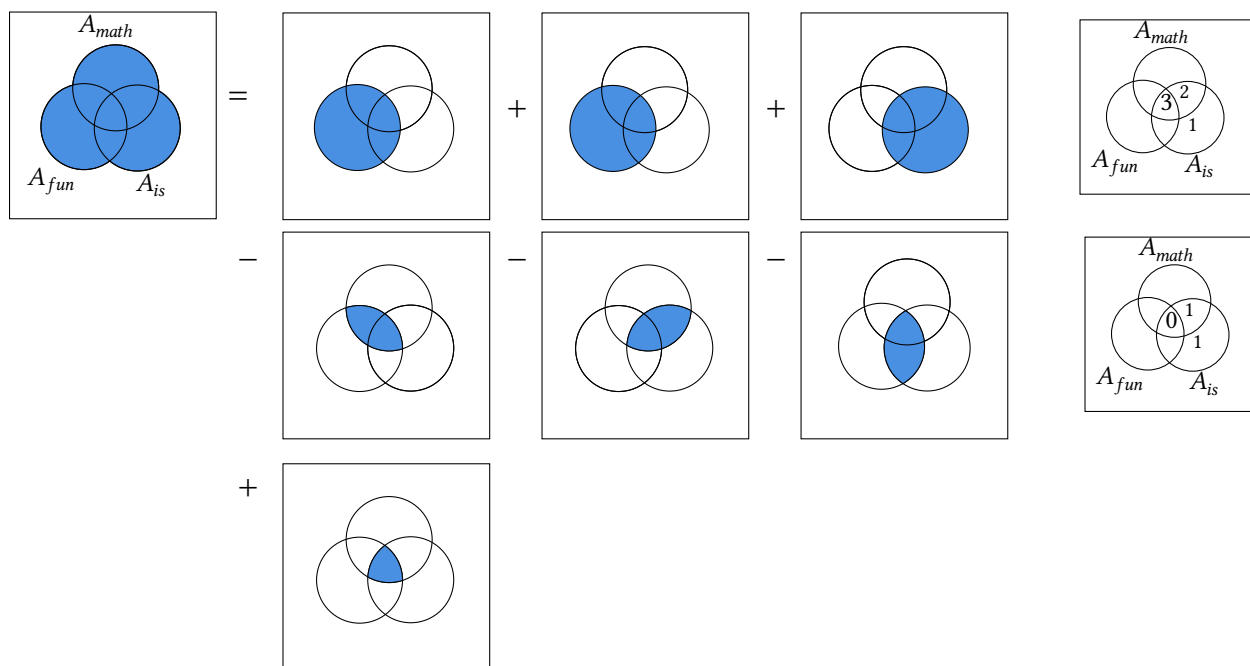 A_math
A_fun
A_is
= + +
A_math
3 2
1
A_fun
A_is
− − −
A_math
0 1
1
A_fun
A_is
+